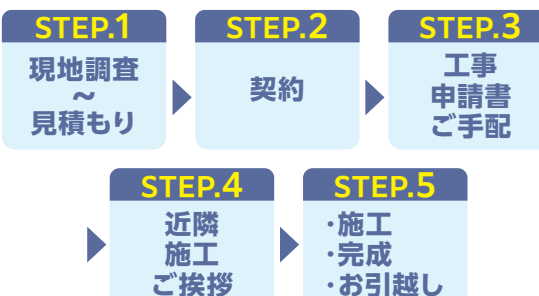 STEP.1
現地調査
~
見積もり
STEP.2
契約
STEP.3
工事
申請書
ご手配
STEP.4
近隣
施工
ご挨拶
STEP.5
・施工
・完成
・お引越し